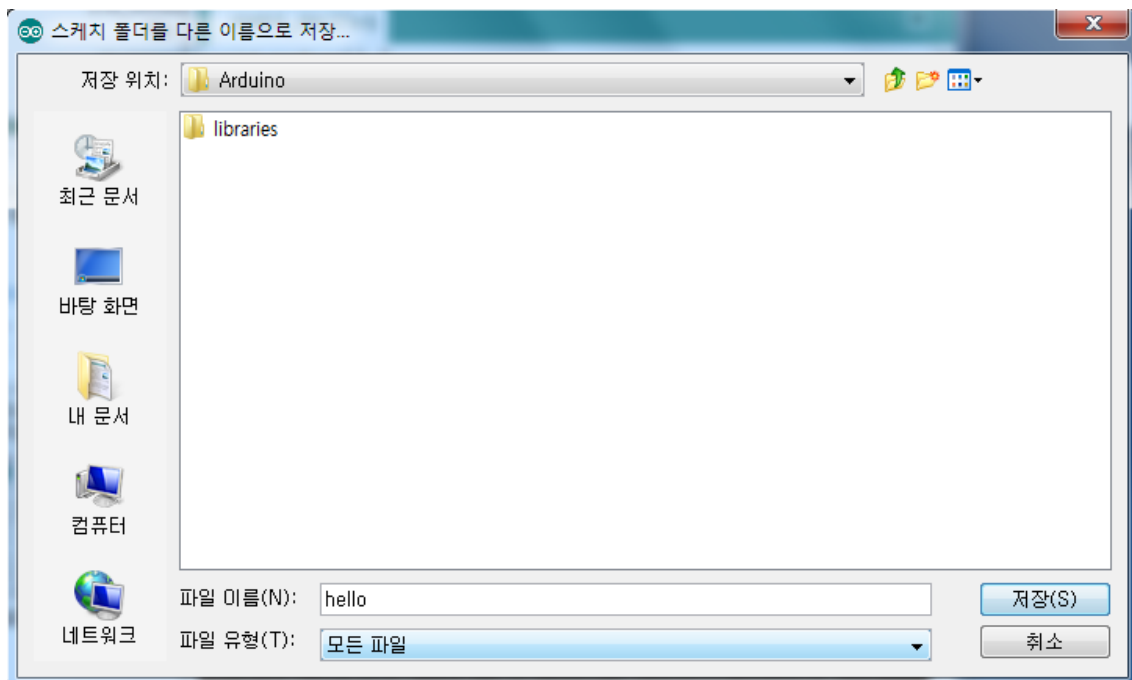 스케치 폴더를 다른 이름으로 저장...
저장 위치: Arduino
libraries
최근 문서
바탕 화면
내 문서
컴퓨터
네트워크
파일 이름(N): hello 저장(S)
파일 유형(T): 모든 파일 취소